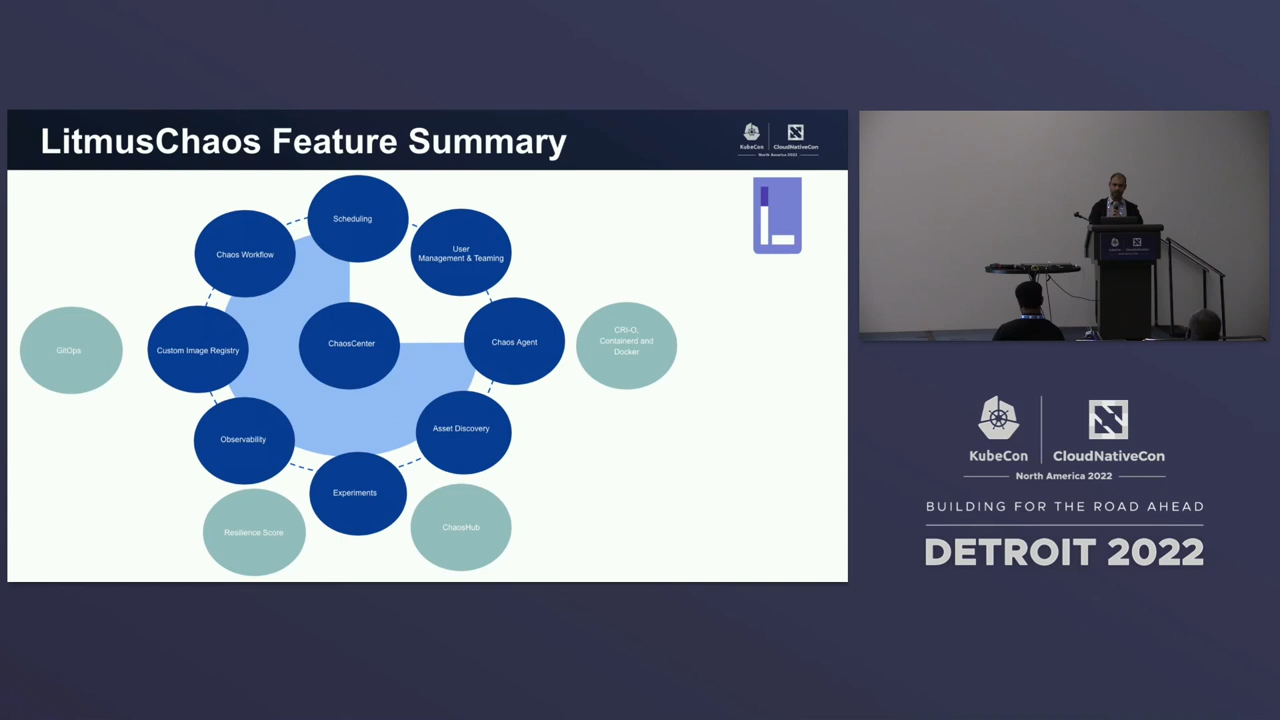 LitmusChaos Feature Summary
KubeCon
CloudNativeCon
North America 2022
Scheduling
Chaos Workflow
User
Management & Teaming
GitOps
Custom Image Registry
ChaosCenter
Chaos Agent
CRI-O,
Containerd and
Docker
Observability
Asset Discovery
Experiments
Resilience Score
ChaosHub
KubeCon
CloudNativeCon
North America 2022
BUILDING FOR THE ROAD AHEAD
DETROIT 2022